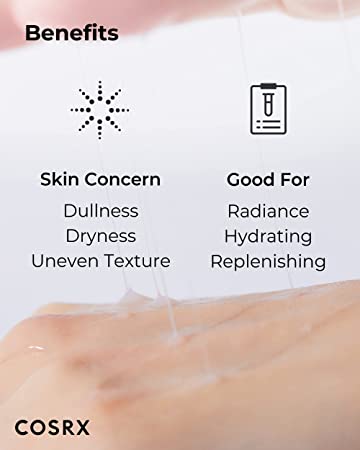 Benefits
Skin Concern
Dullness
Dryness
Uneven Texture
Good For
Radiance
Hydrating
Replenishing
COSRX